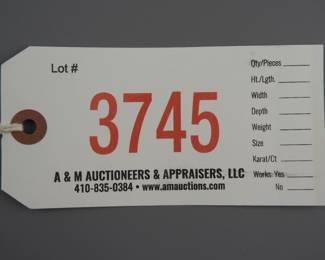 Lot #
3745
A & M AUCTIONEERS & APPRAISERS, LLC
410-835-0384 • www.amauctions.com
Qty/Pieces
Ht./Lgth.
Width
Depth
Weight
Size
Karat/Ct
Works: Yes
No